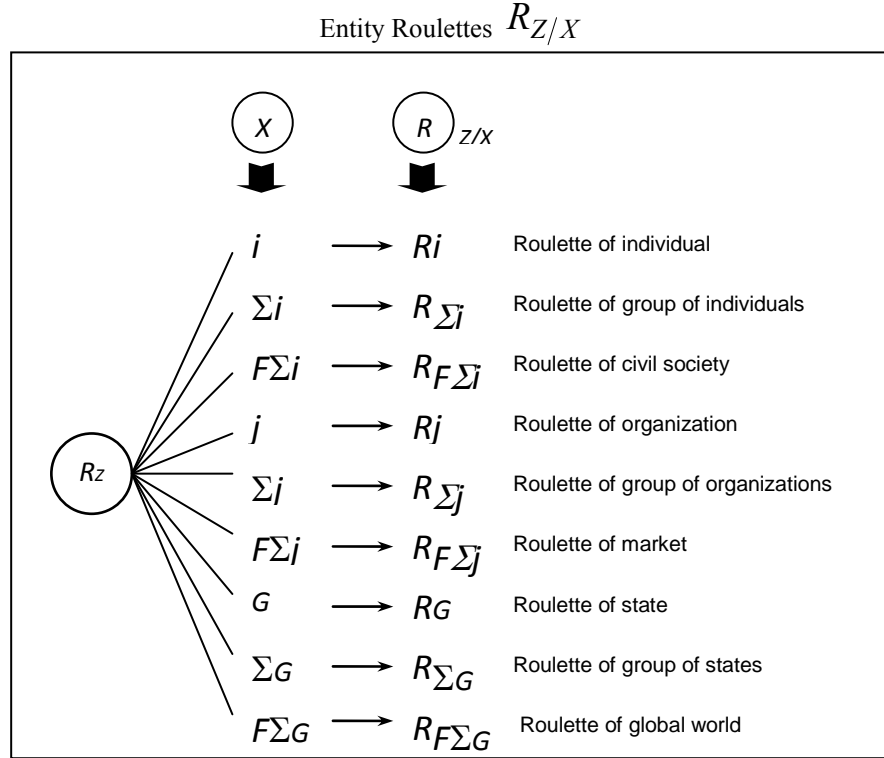 Entity Roulettes R_{Z/X}
X R_{Z/X}
i → Ri Roulette of individual
Σi → R_{Σi} Roulette of group of individuals
FΣi → R_{FΣi} Roulette of civil society
j → Rj Roulette of organization
Rz
Σj → R_{Σj} Roulette of group of organizations
FΣj → R_{FΣj} Roulette of market
G → RG Roulette of state
ΣG → R_{ΣG} Roulette of group of states
FΣG → R_{FΣG} Roulette of global world